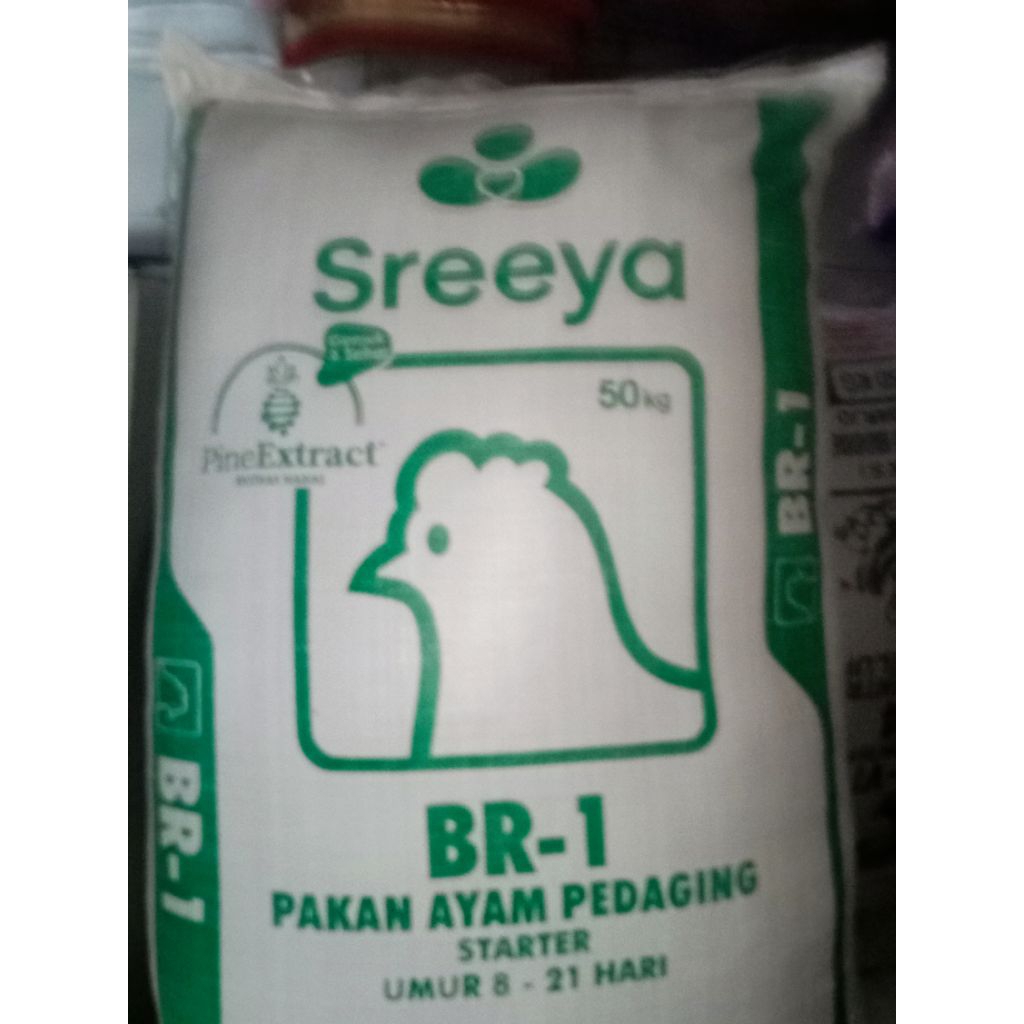 Sreeya
50kg
PineExtract
BR-1
BR-1
BR-1
PAKAN AYAM PEDAGING
STARTER
UMUR 8 - 21 HARI